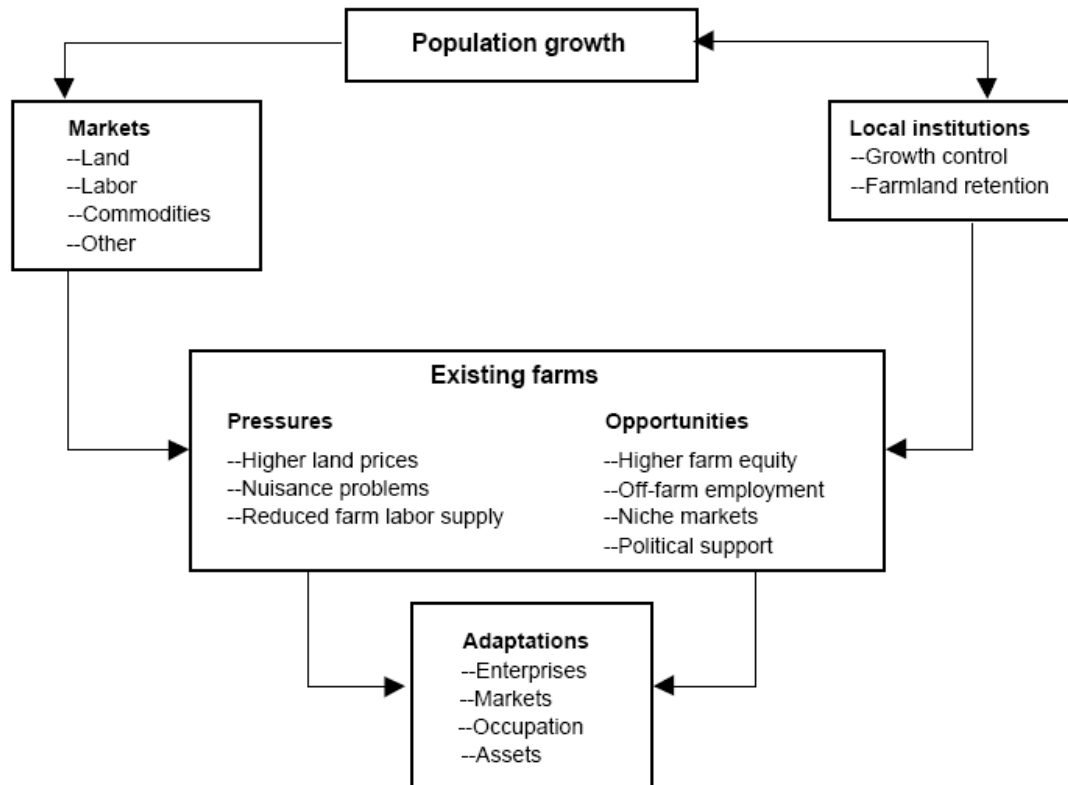 Population growth
Markets
--Land
--Labor
--Commodities
--Other
Local institutions
--Growth control
--Farmland retention
Existing farms
Pressures
--Higher land prices
--Nuisance problems
--Reduced farm labor supply
Opportunities
--Higher farm equity
--Off-farm employment
--Niche markets
--Political support
Adaptations
--Enterprises
--Markets
--Occupation
--Assets